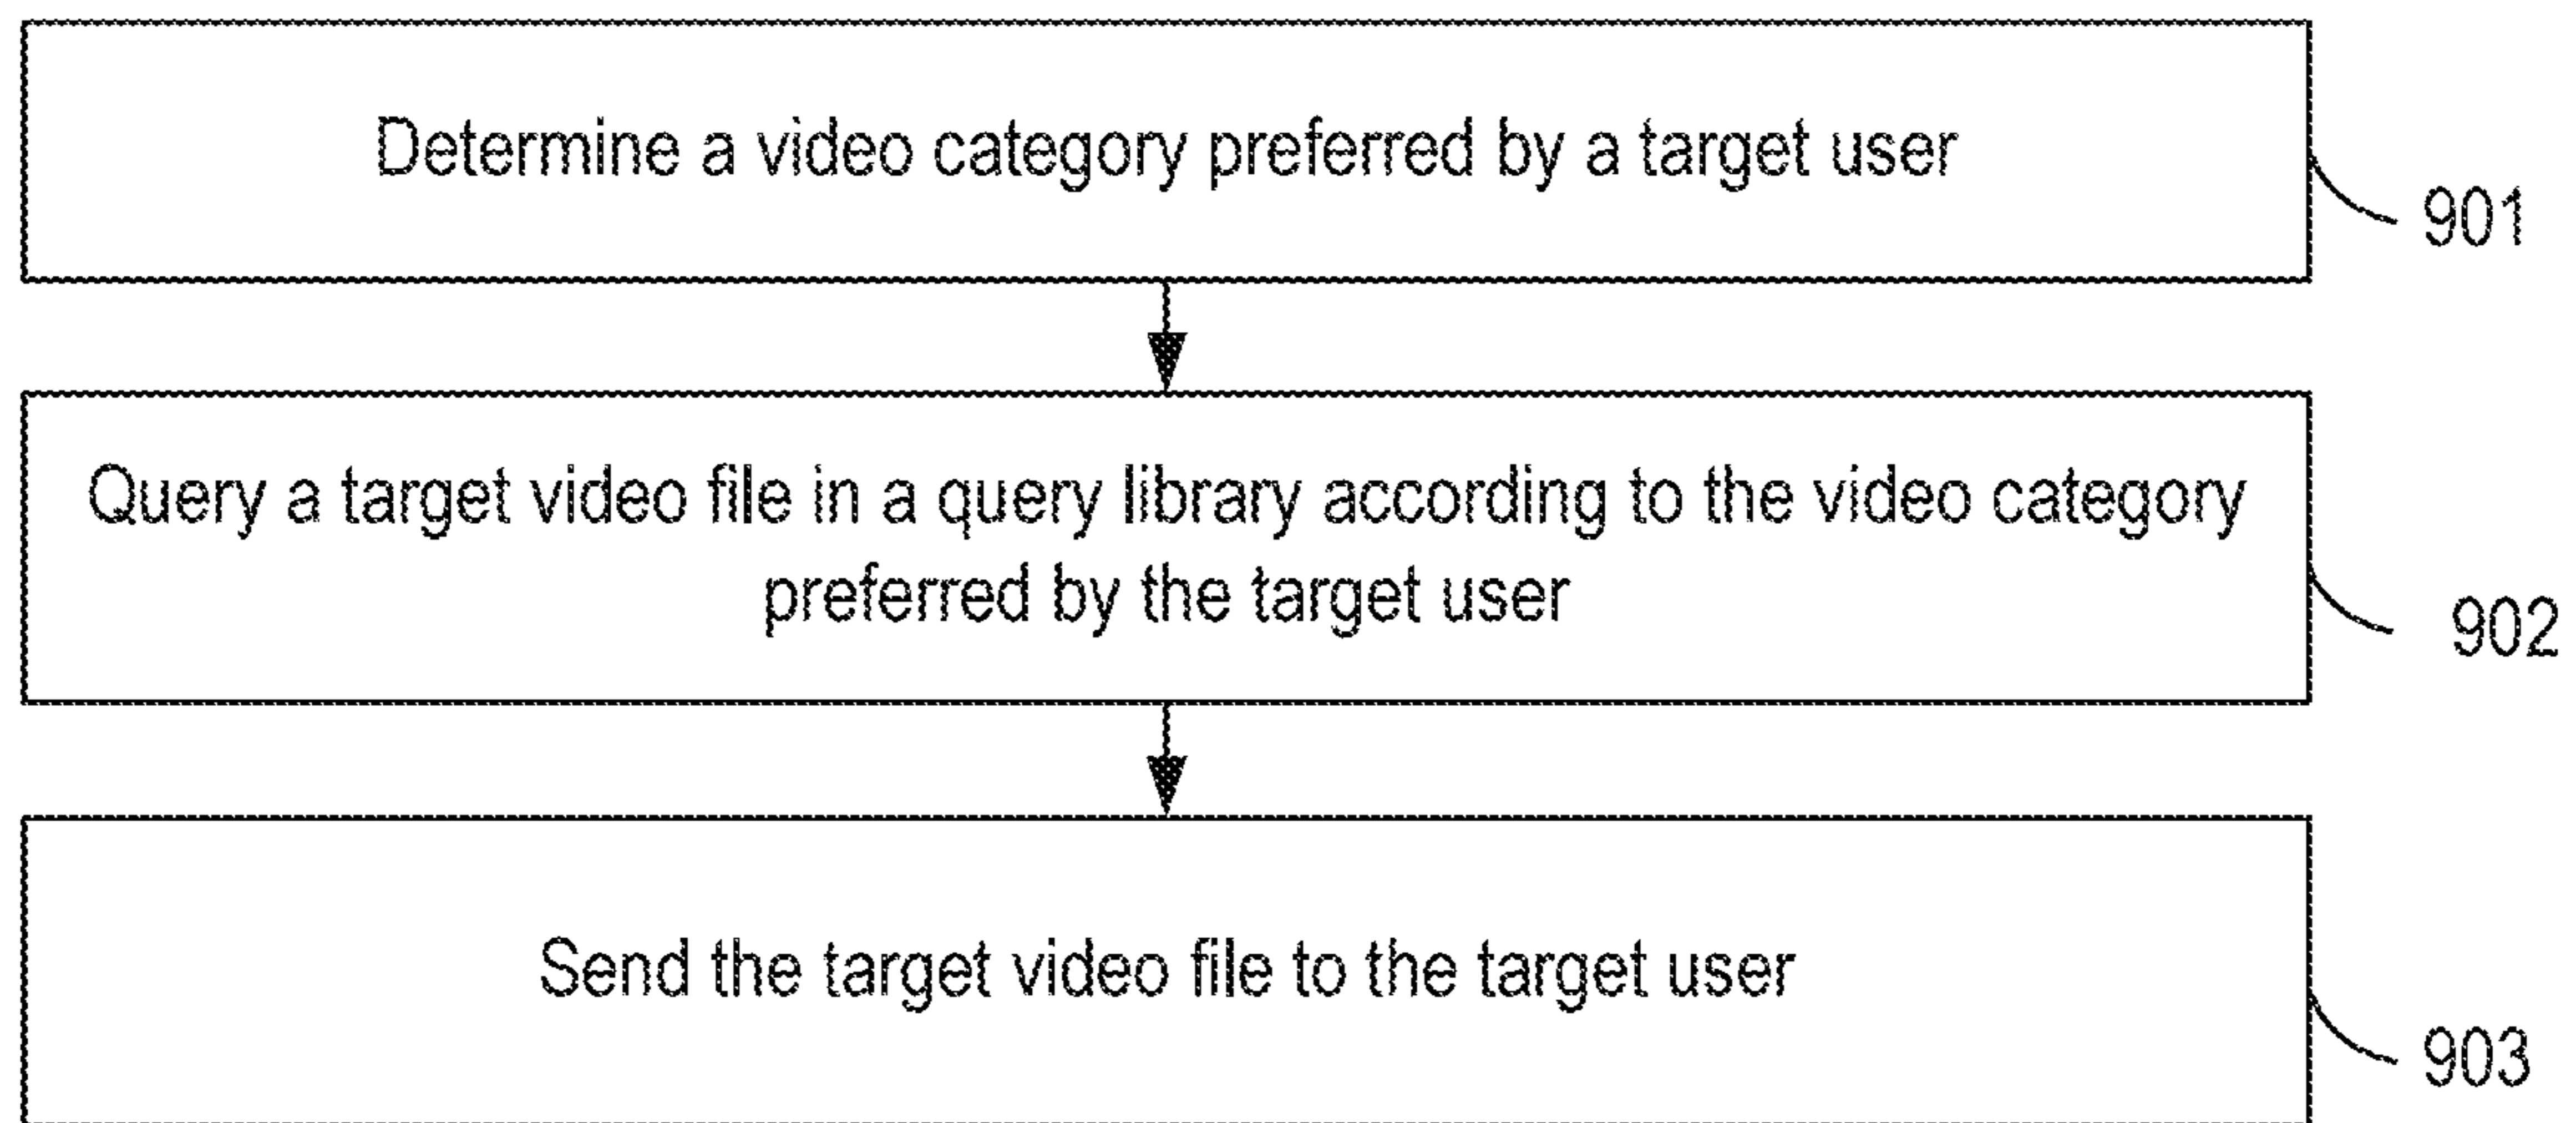 Determine a video category preferred by a target user
901
Query a target video file in a query library according to the video category
preferred by the target user
902
Send the target video file to the target user
903